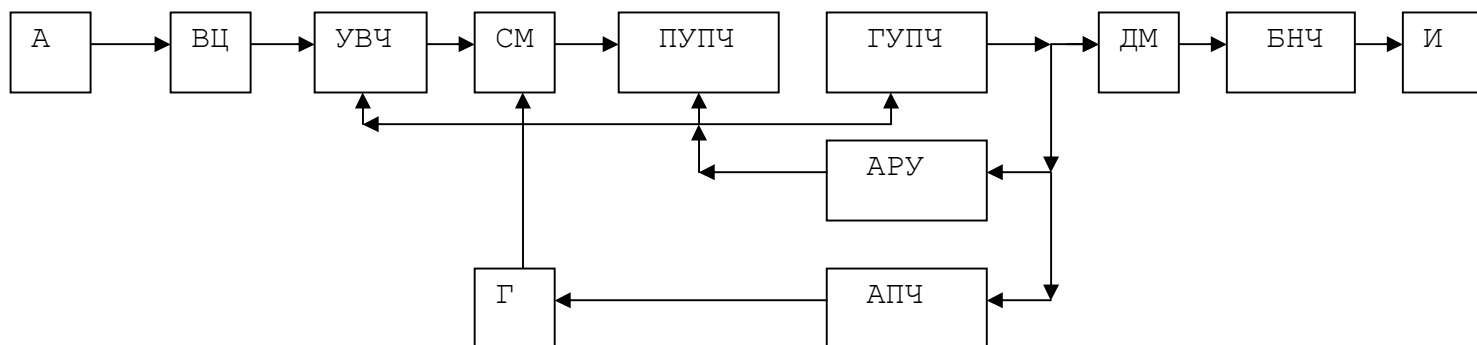 А ВЦ УВЧ СМ ПУПЧ ГУПЧ ДМ БНЧ И
АРУ
Г АПЧ